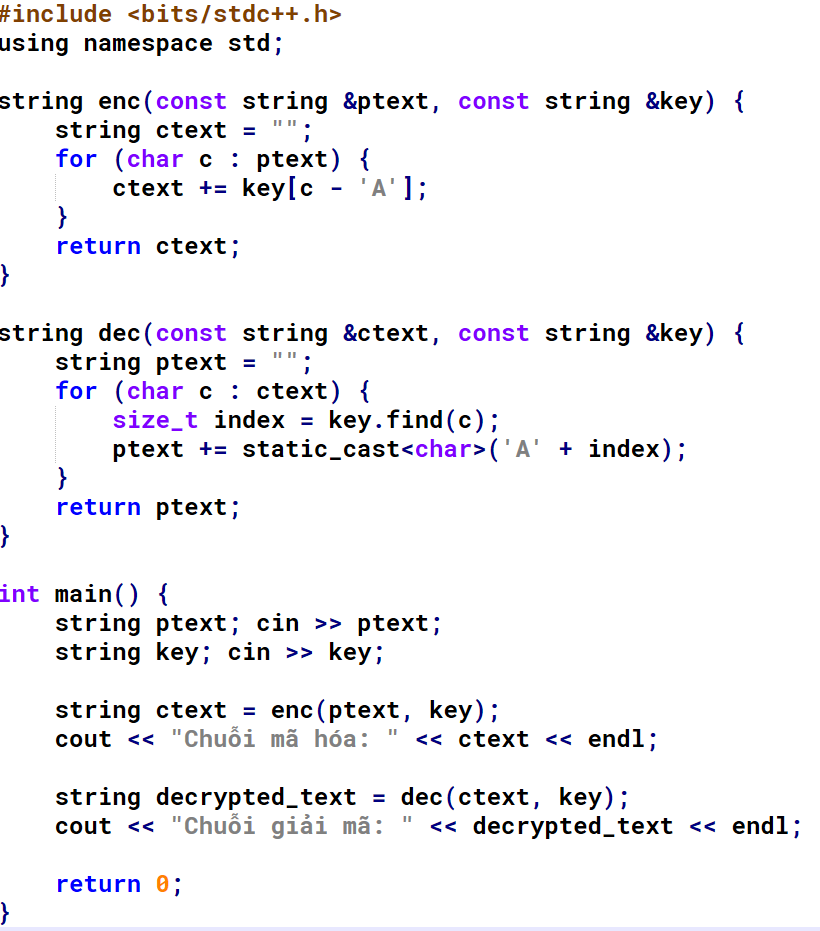 #include <bits/stdc++.h>
using namespace std;

string enc(const string &ptext, const string &key) {
    string ctext = "";
    for (char c : ptext) {
        ctext += key[c - 'A'];
    }
    return ctext;
}

string dec(const string &ctext, const string &key) {
    string ptext = "";
    for (char c : ctext) {
        size_t index = key.find(c);
        ptext += static_cast<char>('A' + index);
    }
    return ptext;
}

int main() {
    string ptext; cin >> ptext;
    string key; cin >> key;

    string ctext = enc(ptext, key);
    cout << "Chuỗi mã hóa: " << ctext << endl;

    string decrypted_text = dec(ctext, key);
    cout << "Chuỗi giải mã: " << decrypted_text << endl;

    return 0;
}